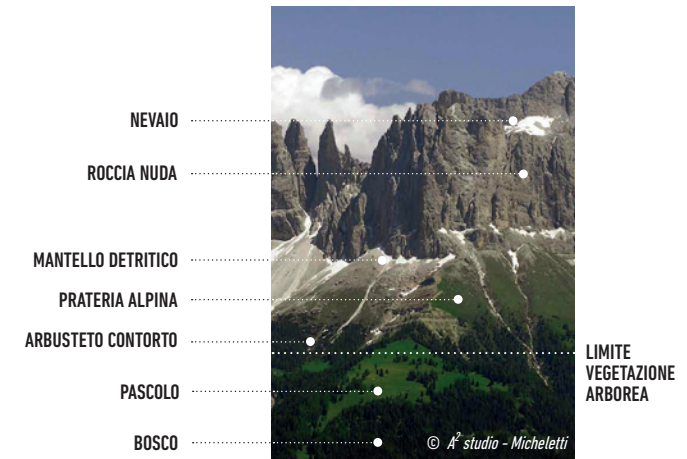 NEVAIO
ROCCIA NUDA
MANTELLO DETRITICO
PRATERIA ALPINA
ARBUSTETO CONTORTO
LIMITE
VEGETAZIONE
ARBOREA
PASCOLO
BOSCO
© A² studio - Micheletti